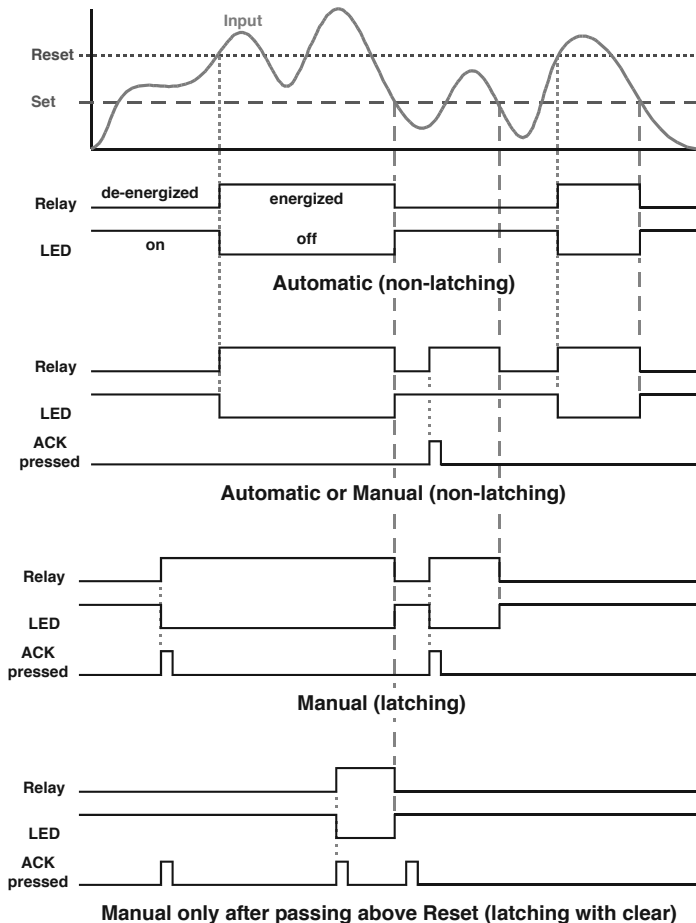 Input
Reset
Set
de-energized
energized
Relay
LED
on
off
Automatic (non-latching)
Relay
LED
ACK
pressed
Automatic or Manual (non-latching)
Relay
LED
ACK
pressed
Manual (latching)
Relay
LED
ACK
pressed
Manual only after passing above Reset (latching with clear)